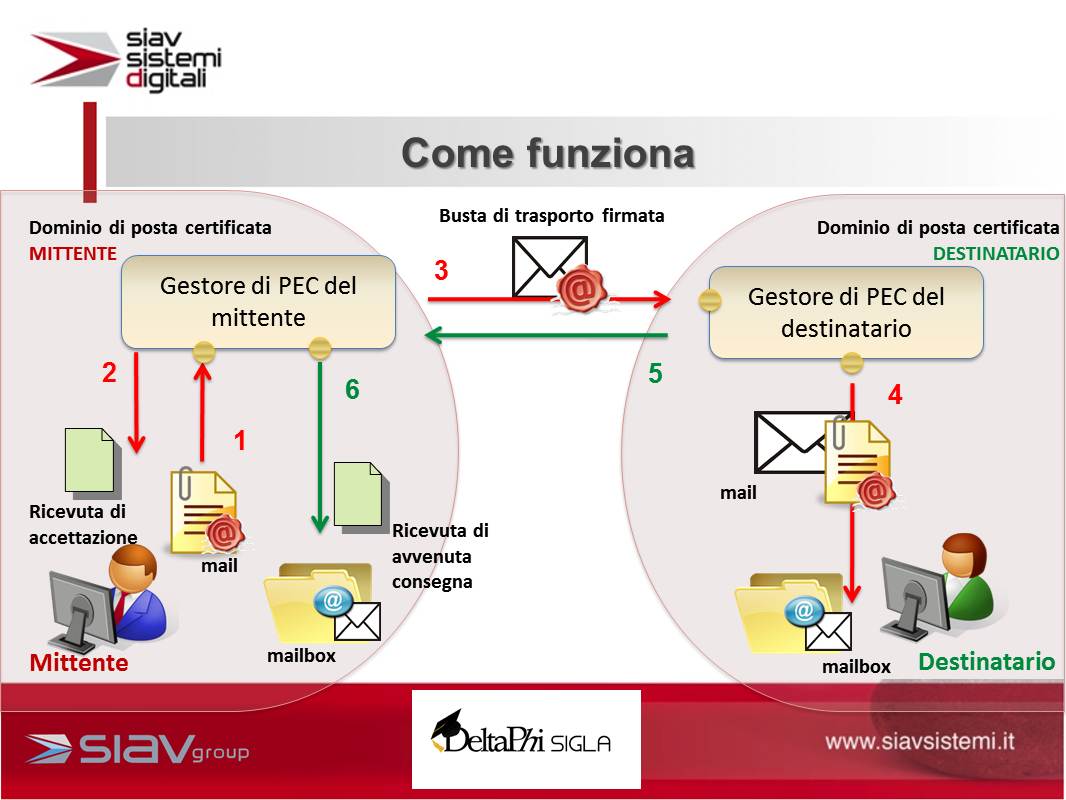 siav
sistemi
digitali
Come funziona
Dominio di posta certificata
MITTENTE
Busta di trasporto firmata
Dominio di posta certificata
DESTINATARIO
Gestore di PEC del
mittente
3
Gestore di PEC del
destinatario
2
6
5
4
1
Ricevuta di
accettazione
mail
Ricevuta di
avvenuta
consegna
mail
mailbox
Mittente
mailbox
Destinatario
SIAV group
DeltaPhi SIGLA
www.siavsistemi.it